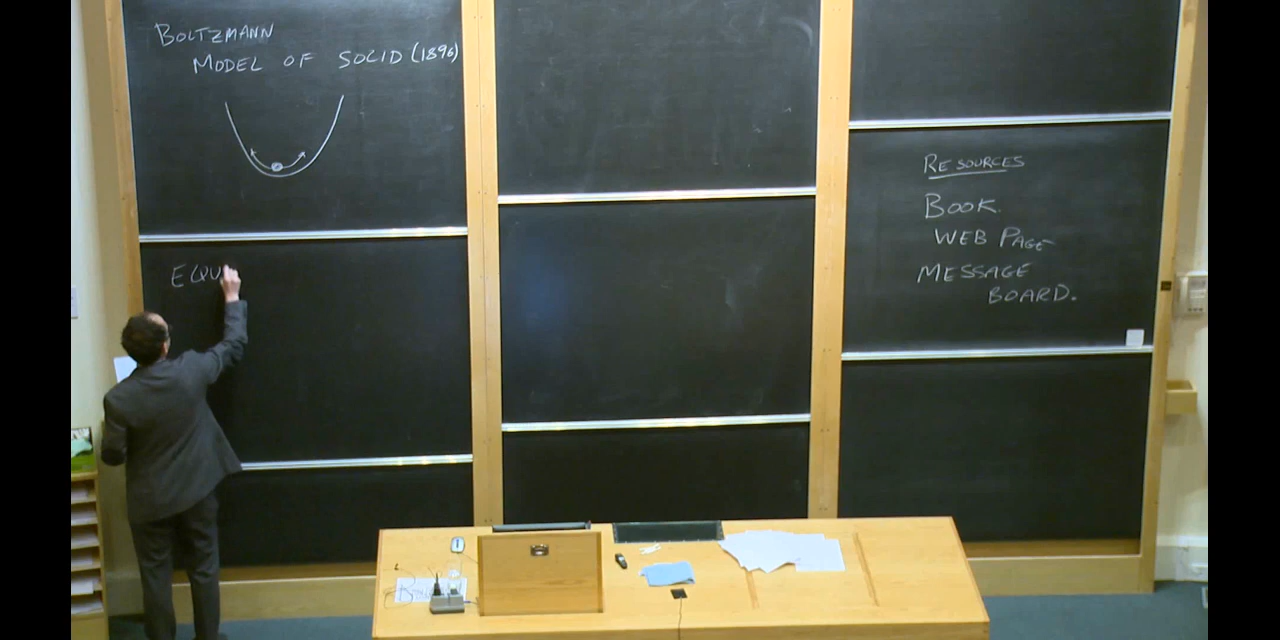 BOLTZMANN
MODEL OF SOLID (1896)
EQU
RESOURCES
BOOK.
WEB PAGE
MESSAGE
BOARD.